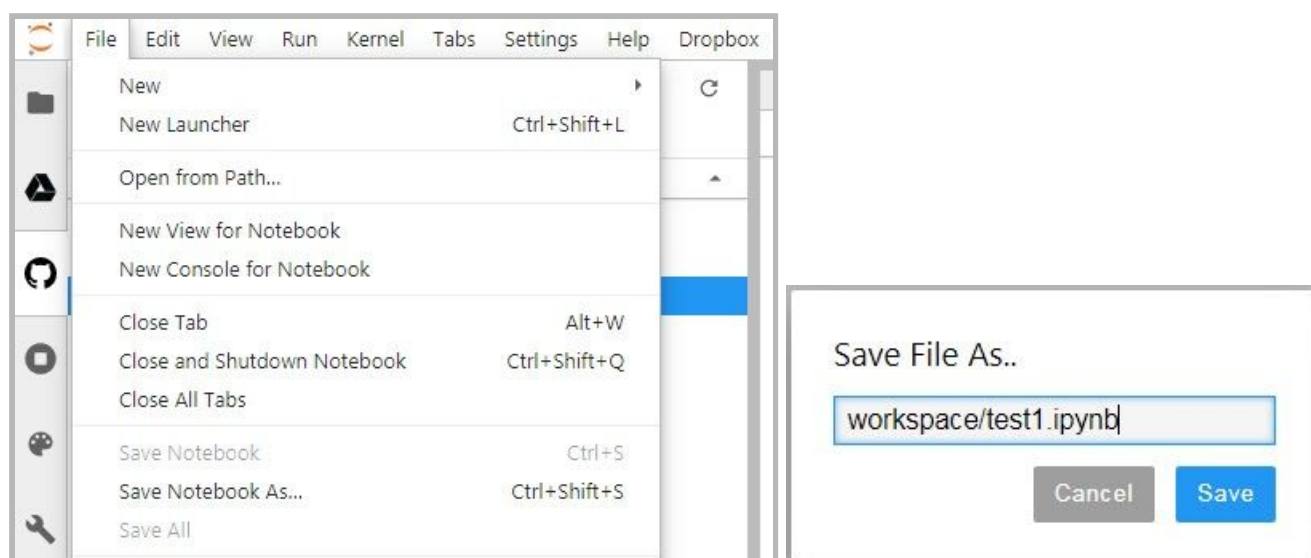 File Edit View Run Kernel Tabs Settings Help Dropbox
New
New Launcher Ctrl+Shift+L
Open from Path...
New View for Notebook
New Console for Notebook
Close Tab Alt+W
Close and Shutdown Notebook Ctrl+Shift+Q
Close All Tabs
Save Notebook Ctrl+S
Save Notebook As... Ctrl+Shift+S
Save All
Save File As..
workspace/test1.ipynb
Cancel Save